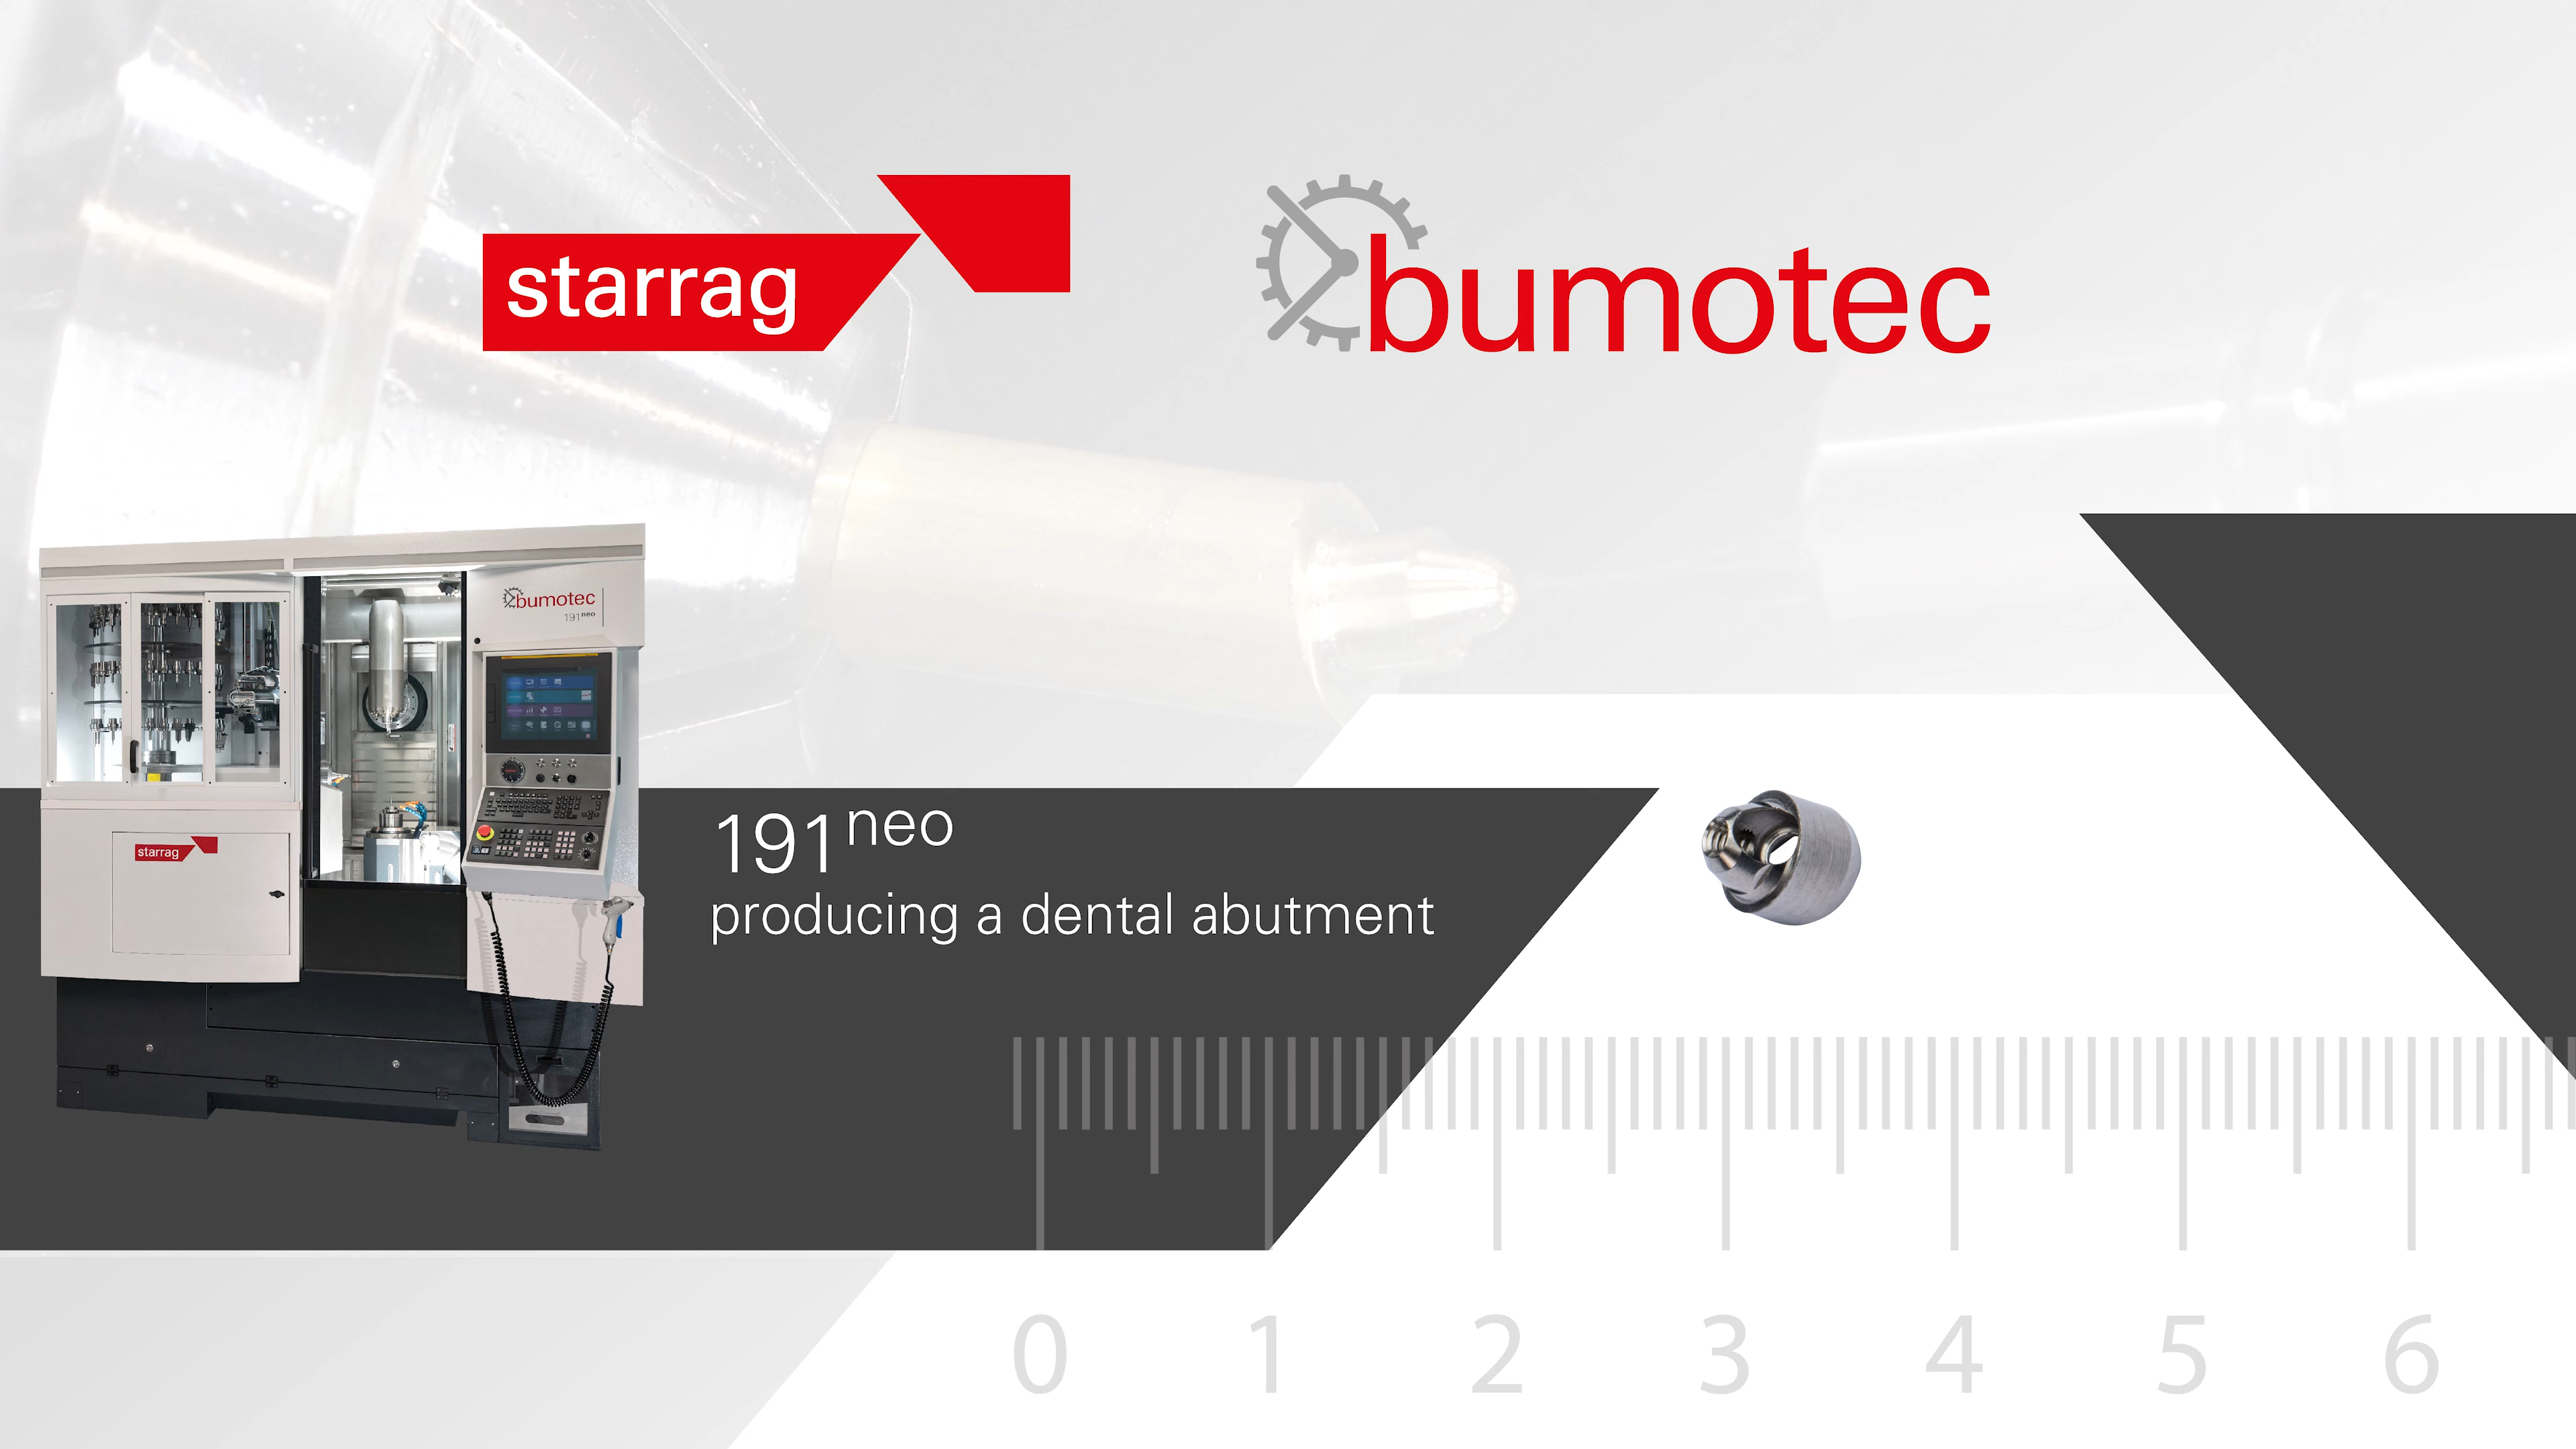 starrag
bumotec
bumotec
191neo
starrag
191neo
producing a dental abutment
0 1 2 3 4 5 6